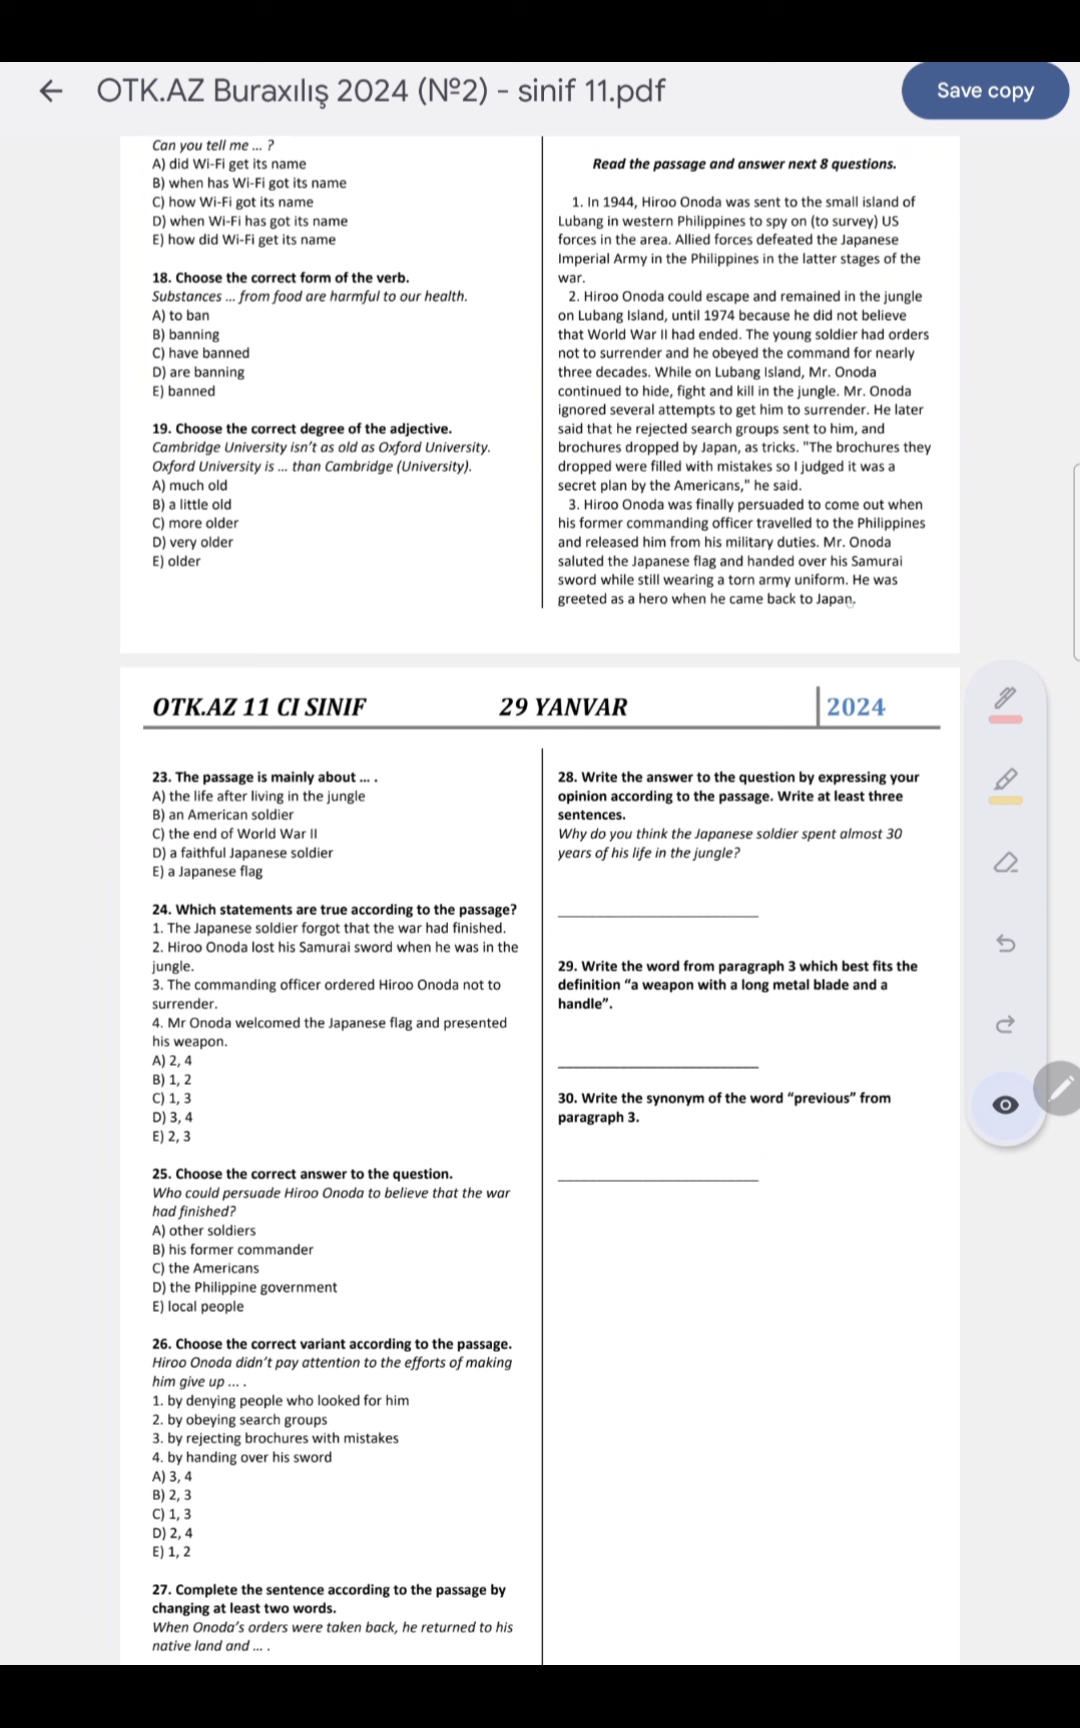 OTK.AZ Buraxılış 2024 (№2) - sinif 11.pdf
Save copy
Can you tell me ... ?
A) did Wi-Fi get its name
B) when has Wi-Fi got its name
C) how Wi-Fi got its name
D) when Wi-Fi has got its name
E) how did Wi-Fi get its name
18. Choose the correct form of the verb.
Substances ... from food are harmful to our health.
A) to ban
B) banning
C) have banned
D) are banning
E) banned
19. Choose the correct degree of the adjective.
Cambridge University isn't as old as Oxford University.
Oxford University is ... than Cambridge (University).
A) much old
B) a little old
C) more older
D) very older
E) older
Read the passage and answer next 8 questions.
1. In 1944, Hiroo Onoda was sent to the small island of
Lubang in western Philippines to spy on (to survey) US
forces in the area. Allied forces defeated the Japanese
Imperial Army in the Philippines in the latter stages of the
war.
2. Hiroo Onoda could escape and remained in the jungle
on Lubang Island, until 1974 because he did not believe
that World War II had ended. The young soldier had orders
not to surrender and he obeyed the command for nearly
three decades. While on Lubang Island, Mr. Onoda
continued to hide, fight and kill in the jungle. Mr. Onoda
ignored several attempts to get him to surrender. He later
said that he rejected search groups sent to him, and
brochures dropped by Japan, as tricks. "The brochures they
dropped were filled with mistakes so I judged it was a
secret plan by the Americans," he said.
3. Hiroo Onoda was finally persuaded to come out when
his former commanding officer travelled to the Philippines
and released him from his military duties. Mr. Onoda
saluted the Japanese flag and handed over his Samurai
sword while still wearing a torn army uniform. He was
greeted as a hero when he came back to Japan.
OTK.AZ 11 CI SINIF 29 YANVAR 2024
23. The passage is mainly about ... .
A) the life after living in the jungle
B) an American soldier
C) the end of World War II
D) a faithful Japanese soldier
E) a Japanese flag
24. Which statements are true according to the passage?
1. The Japanese soldier forgot that the war had finished.
2. Hiroo Onoda lost his Samurai sword when he was in the
jungle.
3. The commanding officer ordered Hiroo Onoda not to
surrender.
4. Mr Onoda welcomed the Japanese flag and presented
his weapon.
A) 2, 4
B) 1, 2
C) 1, 3
D) 3, 4
E) 2, 3
25. Choose the correct answer to the question.
Who could persuade Hiroo Onoda to believe that the war
had finished?
A) other soldiers
B) his former commander
C) the Americans
D) the Philippine government
E) local people
26. Choose the correct variant according to the passage.
Hiroo Onoda didn't pay attention to the efforts of making
him give up ... .
1. by denying people who looked for him
2. by obeying search groups
3. by rejecting brochures with mistakes
4. by handing over his sword
A) 3, 4
B) 2, 3
C) 1, 3
D) 2, 4
E) 1, 2
27. Complete the sentence according to the passage by
changing at least two words.
When Onoda's orders were taken back, he returned to his
native land and ... .
28. Write the answer to the question by expressing your
opinion according to the passage. Write at least three
sentences.
Why do you think the Japanese soldier spent almost 30
years of his life in the jungle?
29. Write the word from paragraph 3 which best fits the
definition "a weapon with a long metal blade and a
handle".
30. Write the synonym of the word "previous" from
paragraph 3.